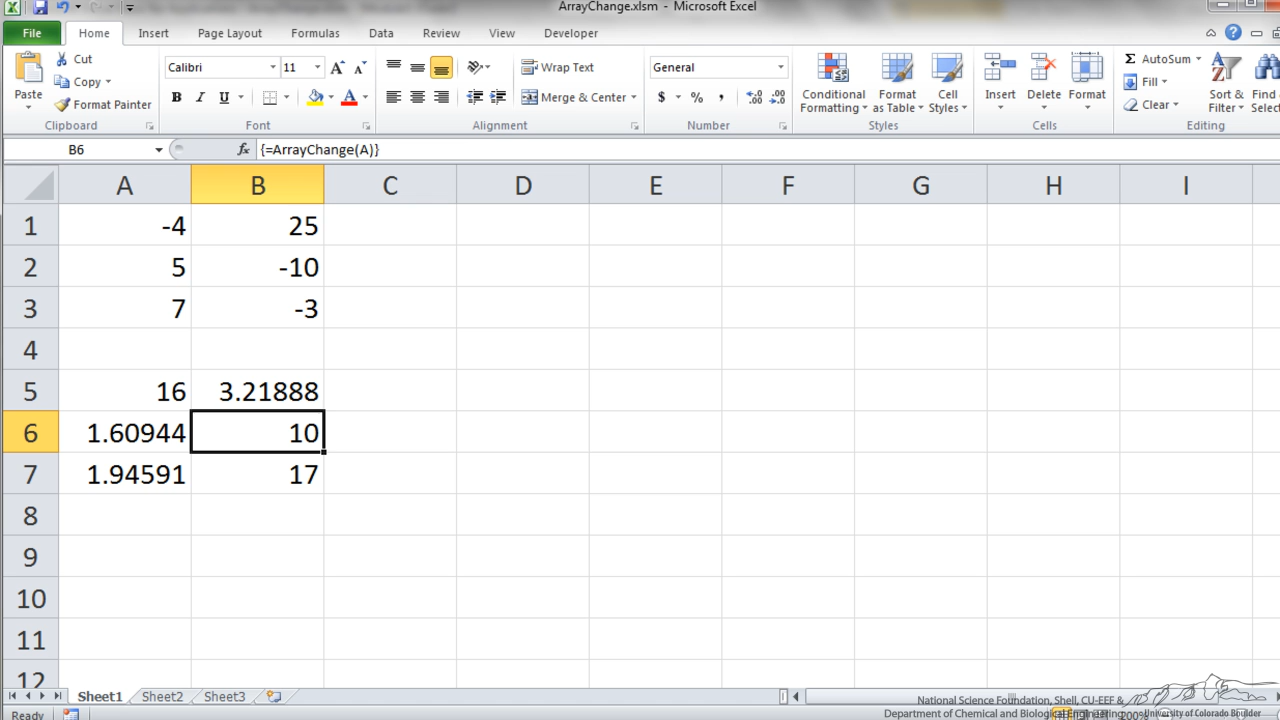 ArrayChange.xlsm - Microsoft Excel
File Home Insert Page Layout Formulas Data Review View Developer
Cut Calibri 11 Wrap Text General AutoSum
Copy Fill
Paste Format Painter Merge & Center Conditional Formatting Format as Table Cell Styles Insert Delete Format Clear Sort & Filter Find
Clipboard Font Alignment Number Styles Cells Editing
B6 fx {=ArrayChange(A)}
A B C D E F G H I
1 -4 25
2 5 -10
3 7 -3
4
5 16 3.21888
6 1.60944 10
7 1.94591 17
8
9
10
11
12
Sheet1 Sheet2 Sheet3
National Science Foundation, Shell, CU-EEF &
Ready Department of Chemical and Biological Engineering 200% University of Colorado Boulder